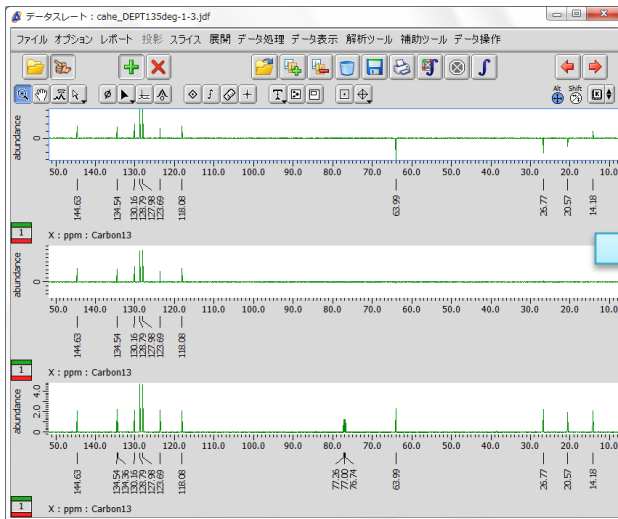 データスレート : cahe_DEPT135deg-1-3.jdf
ファイル オプション レポート 投影 スライス 展開 データ処理 データ表示 解析ツール 補助ツール データ操作
Alt Shift
abundance
0
50.0 140.0 130.0 120.0 110.0 100.0 90.0 80.0 70.0 60.0 50.0 40.0 30.0 20.0 10.0
144.63 134.54 130.16 128.79 127.98 123.69 118.08 63.99 26.77 20.57 14.18
1 X : ppm : Carbon13
abundance
0
50.0 140.0 130.0 120.0 110.0 100.0 90.0 80.0 70.0 60.0 50.0 40.0 30.0 20.0 10.0
144.63 134.54 130.16 128.79 127.98 123.69 118.08
1 X : ppm : Carbon13
abundance
4.0
2.0
0
50.0 140.0 130.0 120.0 110.0 100.0 90.0 80.0 70.0 60.0 50.0 40.0 30.0 20.0 10.0
144.63 134.54 134.36 130.16 128.79 127.98 123.69 118.08 77.26 77.00 76.74 63.99 26.77 20.57 14.18
1 X : ppm : Carbon13